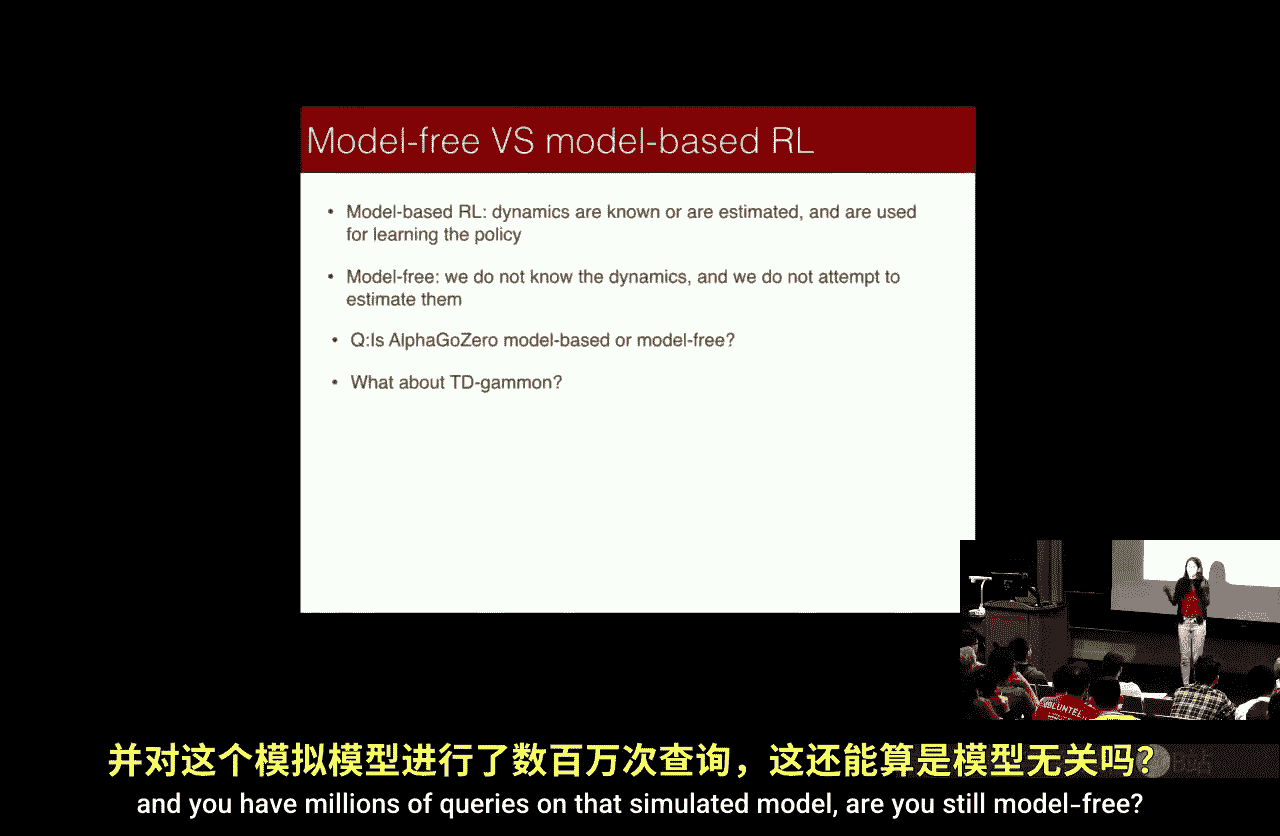 Model-free VS model-based RL
• Model-based RL: dynamics are known or are estimated, and are used
for learning the policy
• Model-free: we do not know the dynamics, and we do not attempt to
estimate them
• Q:Is AlphaGoZero model-based or model-free?
• What about TD-gammon?
并对这个模拟模型进行了数百万次查询，这还能算是模型无关吗？
and you have millions of queries on that simulated model, are you still model-free?